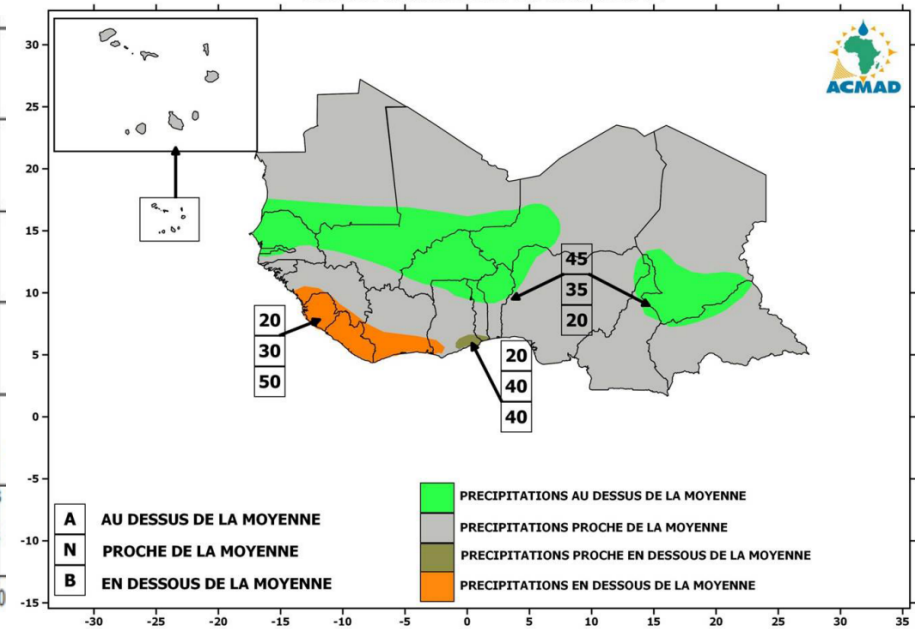 30
25
20
15
10
5
0
-5
-10
-15
ACMAD
45
35
20
20
30
50
20
40
40
A AU DESSUS DE LA MOYENNE
N PROCHE DE LA MOYENNE
B EN DESSOUS DE LA MOYENNE
PRECIPITATIONS AU DESSUS DE LA MOYENNE
PRECIPITATIONS PROCHE DE LA MOYENNE
PRECIPITATIONS PROCHE EN DESSOUS DE LA MOYENNE
PRECIPITATIONS EN DESSOUS DE LA MOYENNE
-30 -25 -20 -15 -10 -5 0 5 10 15 20 25 30 35